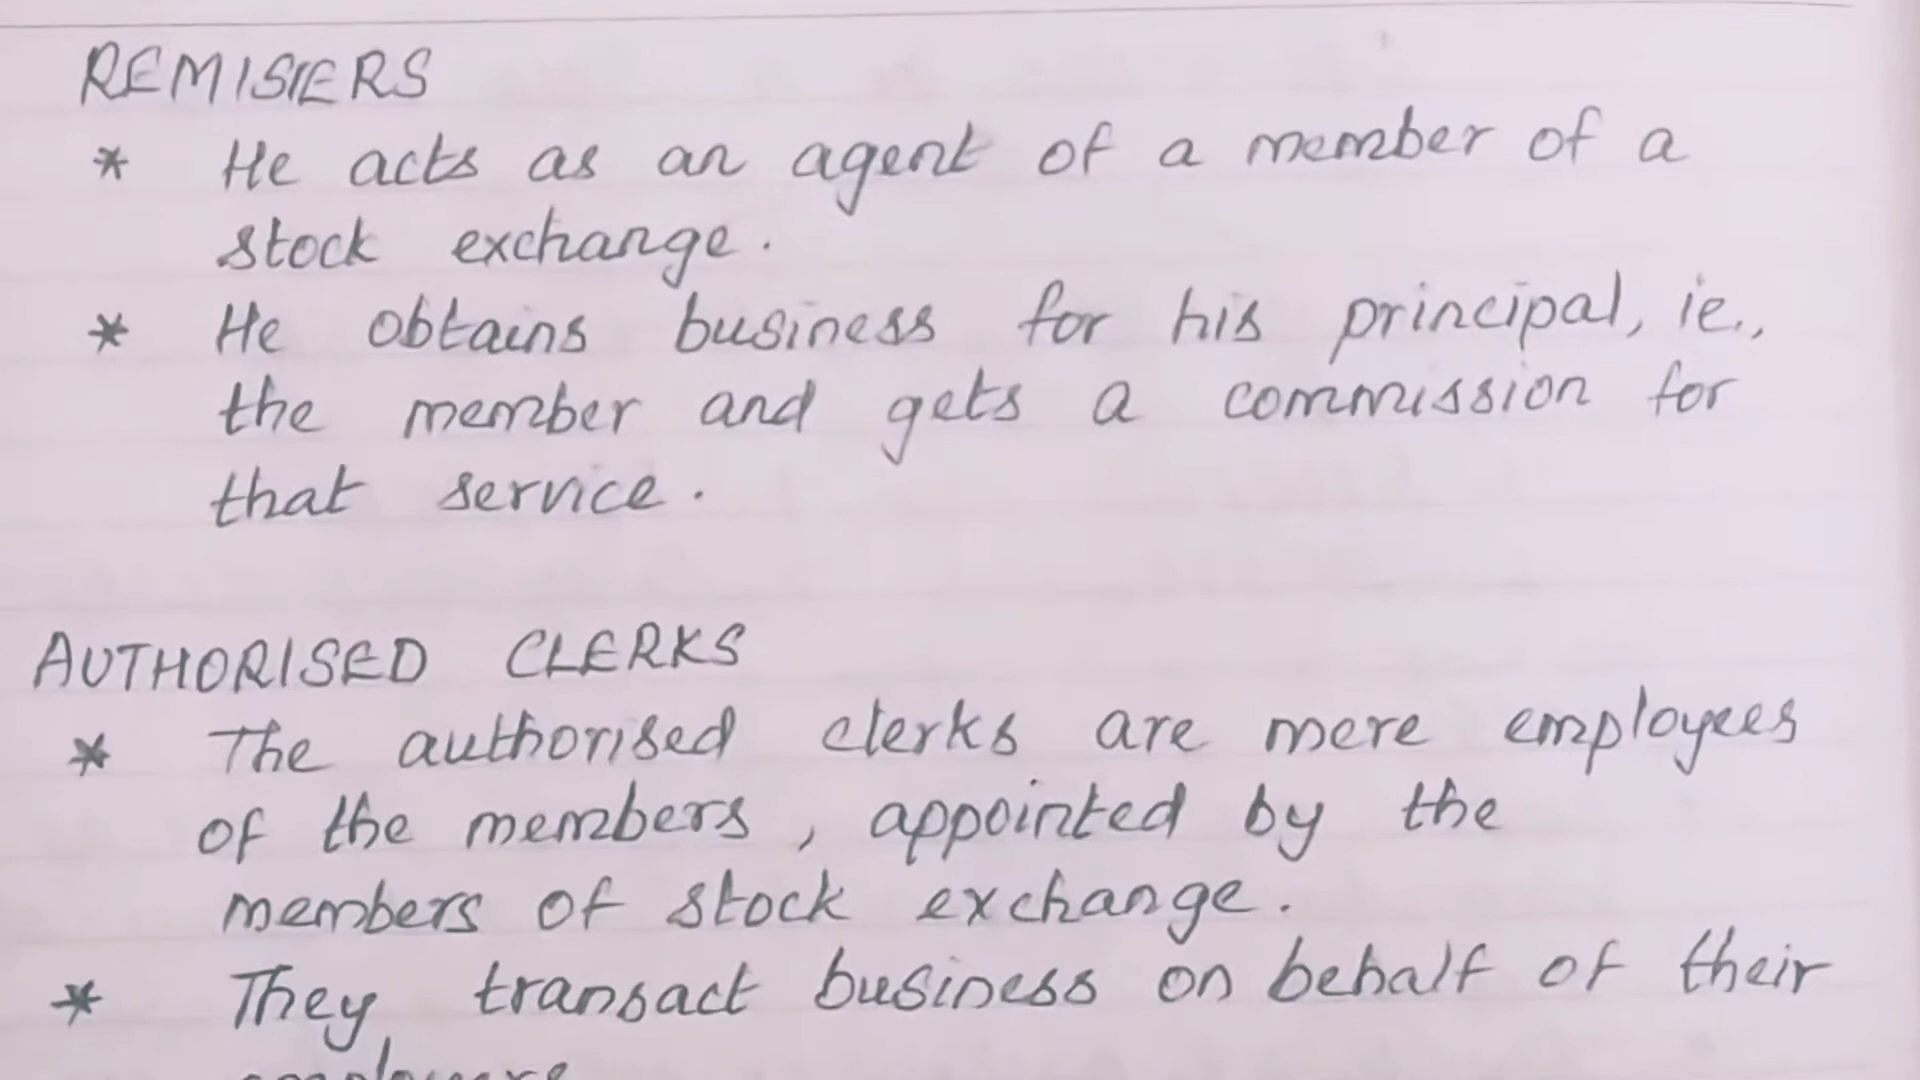 REMISIERS
* He acts as an agent of a member of a
stock exchange.
* He obtains business for his principal, ie.,
the member and gets a commission for
that service.
AUTHORISED CLERKS
* The authorised clerks are mere employees
of the members, appointed by the
members of stock exchange.
* They transact business on behalf of their